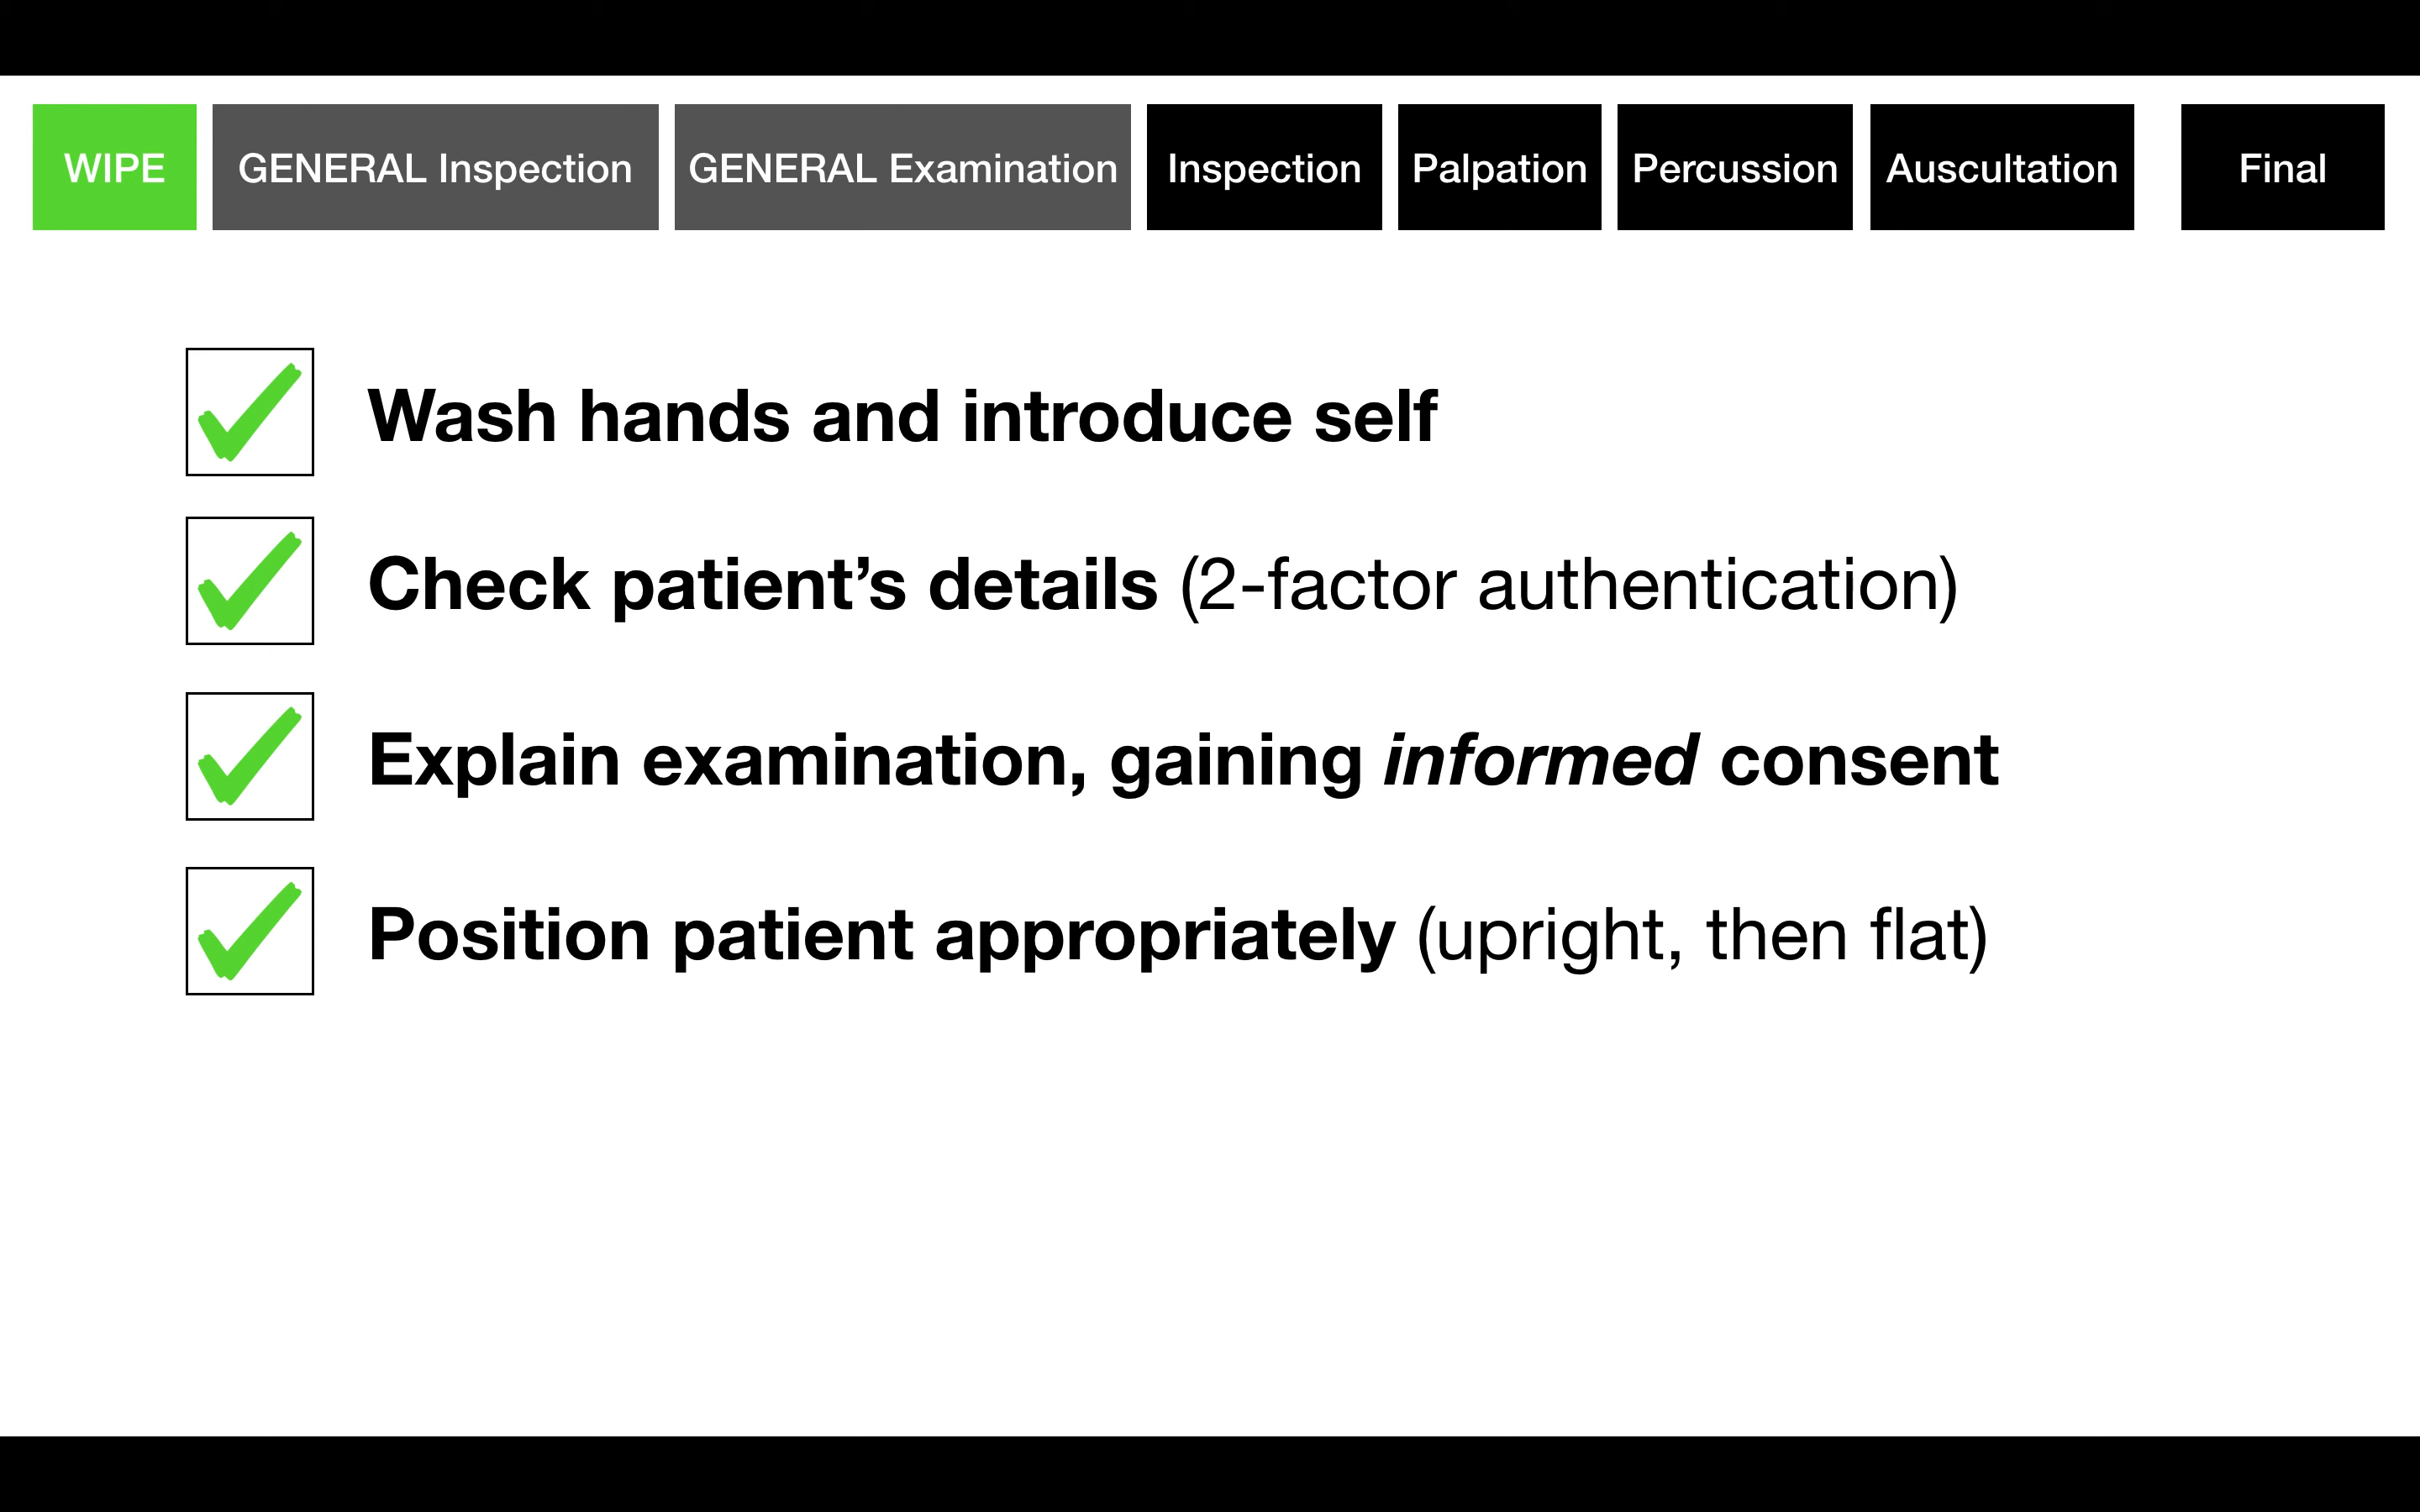 WIPE
GENERAL Inspection
GENERAL Examination
Inspection
Palpation
Percussion
Auscultation
Final
Wash hands and introduce self
Check patient’s details (2-factor authentication)
Explain examination, gaining informed consent
Position patient appropriately (upright, then flat)